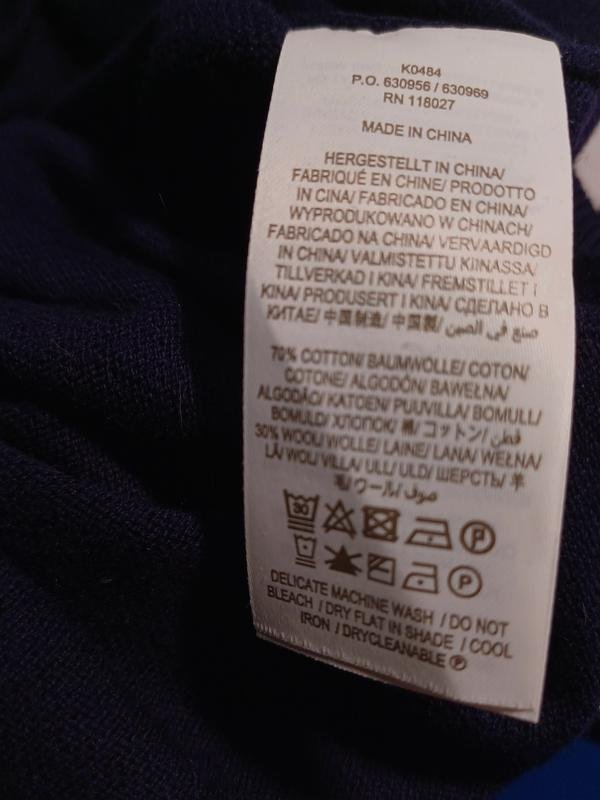 K0484
P.O. 630956 / 630969
RN 118027
MADE IN CHINA
HERGESTELLT IN CHINA/
FABRIQUÉ EN CHINE/ PRODOTTO
IN CINA/ FABRICADO EN CHINA/
WYPRODUKOWANO W CHINACH/
FABRICADO NA CHINA/ VERVAARDIGD
IN CHINA/ VALMISTETTU KIINASSA/
TILLVERKAD I KINA/ FREMSTILLET I
KINA/ PRODUSERT I KINA/ СДЕЛАНО В
КИТАЕ/ 中国制造/ 中国製/ صنع في الصين
70% COTTON/ BAUMWOLLE/ COTON/
COTONE/ ALGODÓN/ BAWEŁNA/
ALGODÃO/ KATOEN/ PUUVILLA/ BOMULL/
BOMULD/ ХЛОПОК/ 棉/ コットン/ قطن
30% WOOL/ WOLLE/ LAINE/ LANA/ WEŁNA/
LÃ/ WOL/ VILLA/ ULL/ ULD/ ШЕРСТЬ/ 羊
毛/ ウール/ صوف
30 P
P
DELICATE MACHINE WASH / DO NOT
BLEACH / DRY FLAT IN SHADE / COOL
IRON / DRYCLEANABLE Ⓟ